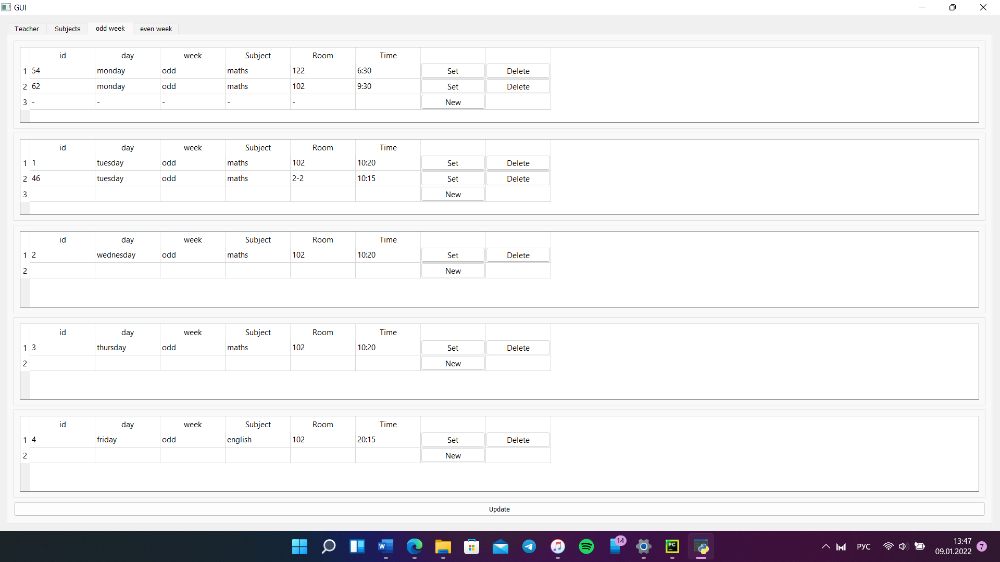 GUI
Teacher Subjects odd week even week
id day week Subject Room Time
1 54 monday odd maths 122 6:30 Set Delete
2 62 monday odd maths 102 9:30 Set Delete
3 - - - - - New
id day week Subject Room Time
1 1 tuesday odd maths 102 10:20 Set Delete
2 46 tuesday odd maths 2-2 10:15 Set Delete
3 New
id day week Subject Room Time
1 2 wednesday odd maths 102 10:20 Set Delete
2 New
id day week Subject Room Time
1 3 thursday odd maths 102 10:20 Set Delete
2 New
id day week Subject Room Time
1 4 friday odd english 102 20:15 Set Delete
2 New
Update
W 14 PC РУС 13:47
09.01.2022 7